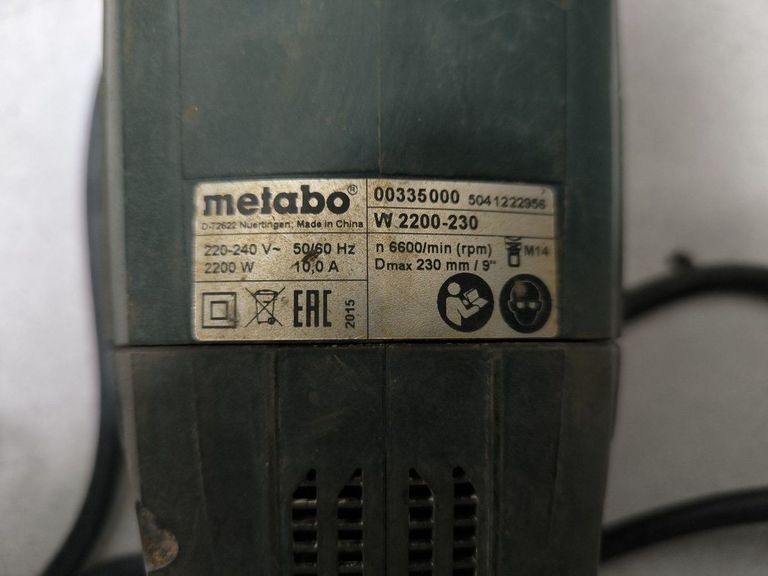 metabo®
D-72622 Nuertingen; Made in China
220-240 V~ 50/60 Hz
2200 W 10,0 A
EAC
2015
00335000 5041222956
W 2200-230
n 6600/min (rpm)
M14
Dmax 230 mm / 9"